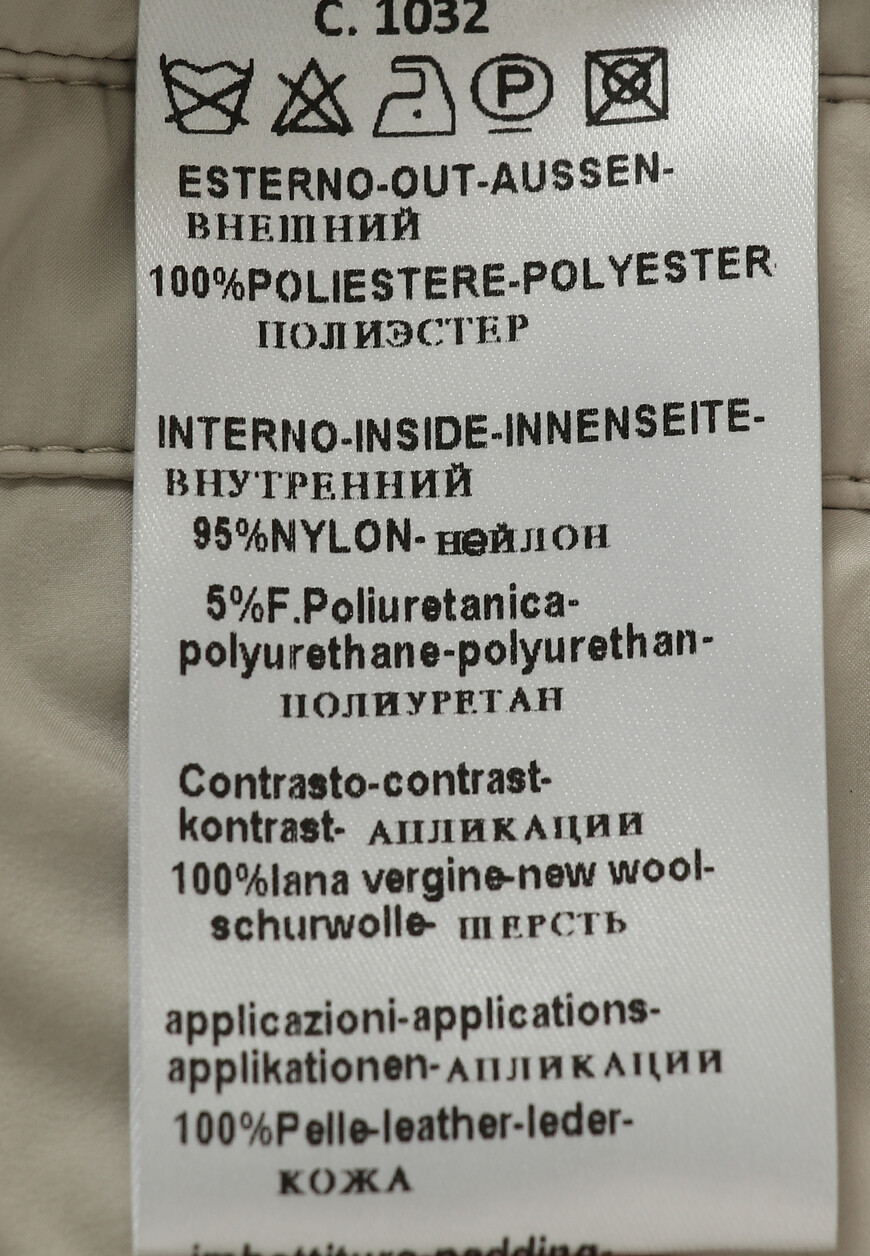 C. 1032
P
ESTERNO-OUT-AUSSEN-
ВНЕШНИЙ
100%POLIESTERE-POLYESTER
ПОЛИЭСТЕР
INTERNO-INSIDE-INNENSEITE-
ВНУТРЕННИЙ
95%NYLON- нейлон
5%F.Poliuretanica-
polyurethane-polyurethan-
ПОЛИУРЕТАН
Contrasto-contrast-
kontrast- АПЛИКАЦИИ
100%lana vergine-new wool-
schurwolle- ШЕРСТЬ
applicazioni-applications-
applikationen-АПЛИКАЦИИ
100%Pelle-leather-leder-
КОЖА